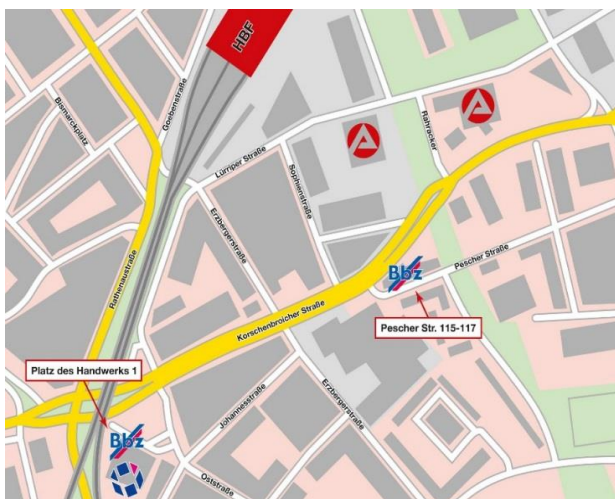 HBF
Goebenstraße
Bismarckplatz
Rahracker
Lürriper Straße
Sophienstraße
Erzbergerstraße
Rathenaustraße
Bbz
Pescher Straße
Korschenbroicher Straße
Pescher Str. 115-117
Platz des Handwerks 1
Johannesstraße
Erzbergerstraße
Bbz
Oststraße